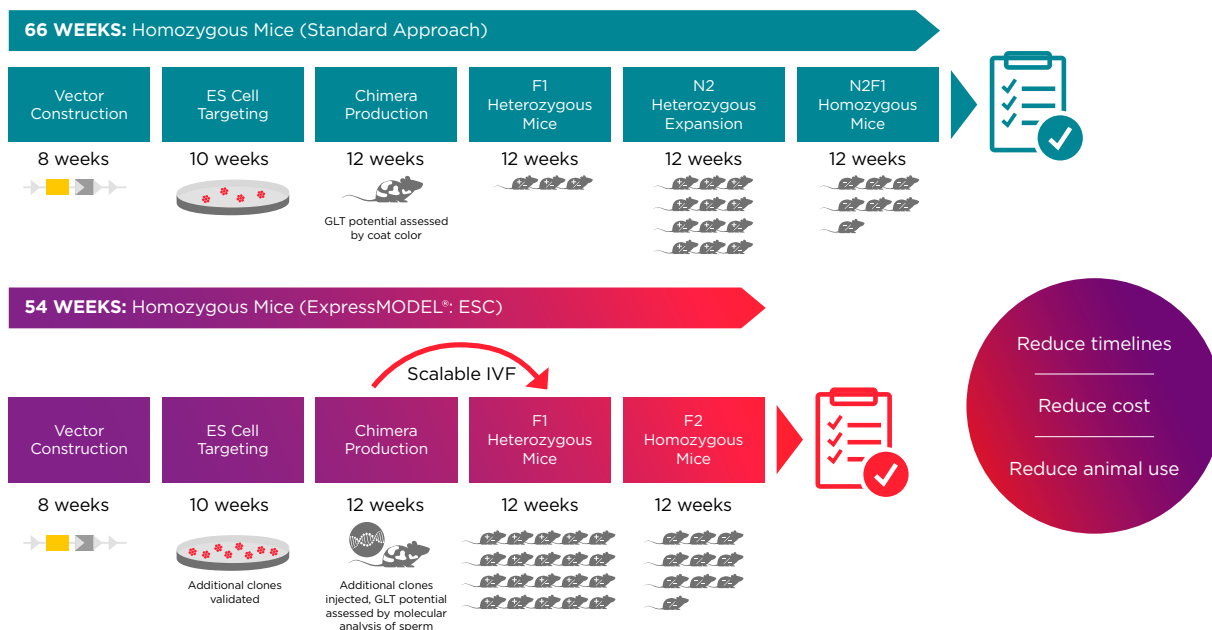 66 WEEKS: Homozygous Mice (Standard Approach)
Vector
Construction
ES Cell
Targeting
Chimera
Production
F1
Heterozygous
Mice
N2
Heterozygous
Expansion
N2F1
Homozygous
Mice
8 weeks
10 weeks
12 weeks
12 weeks
12 weeks
12 weeks
GLT potential assessed
by coat color
54 WEEKS: Homozygous Mice (ExpressMODEL®: ESC)
Scalable IVF
Vector
Construction
ES Cell
Targeting
Chimera
Production
F1
Heterozygous
Mice
F2
Homozygous
Mice
8 weeks
10 weeks
12 weeks
12 weeks
12 weeks
Additional clones
validated
Additional clones
injected, GLT potential
assessed by molecular
analysis of sperm
Reduce timelines
Reduce cost
Reduce animal use